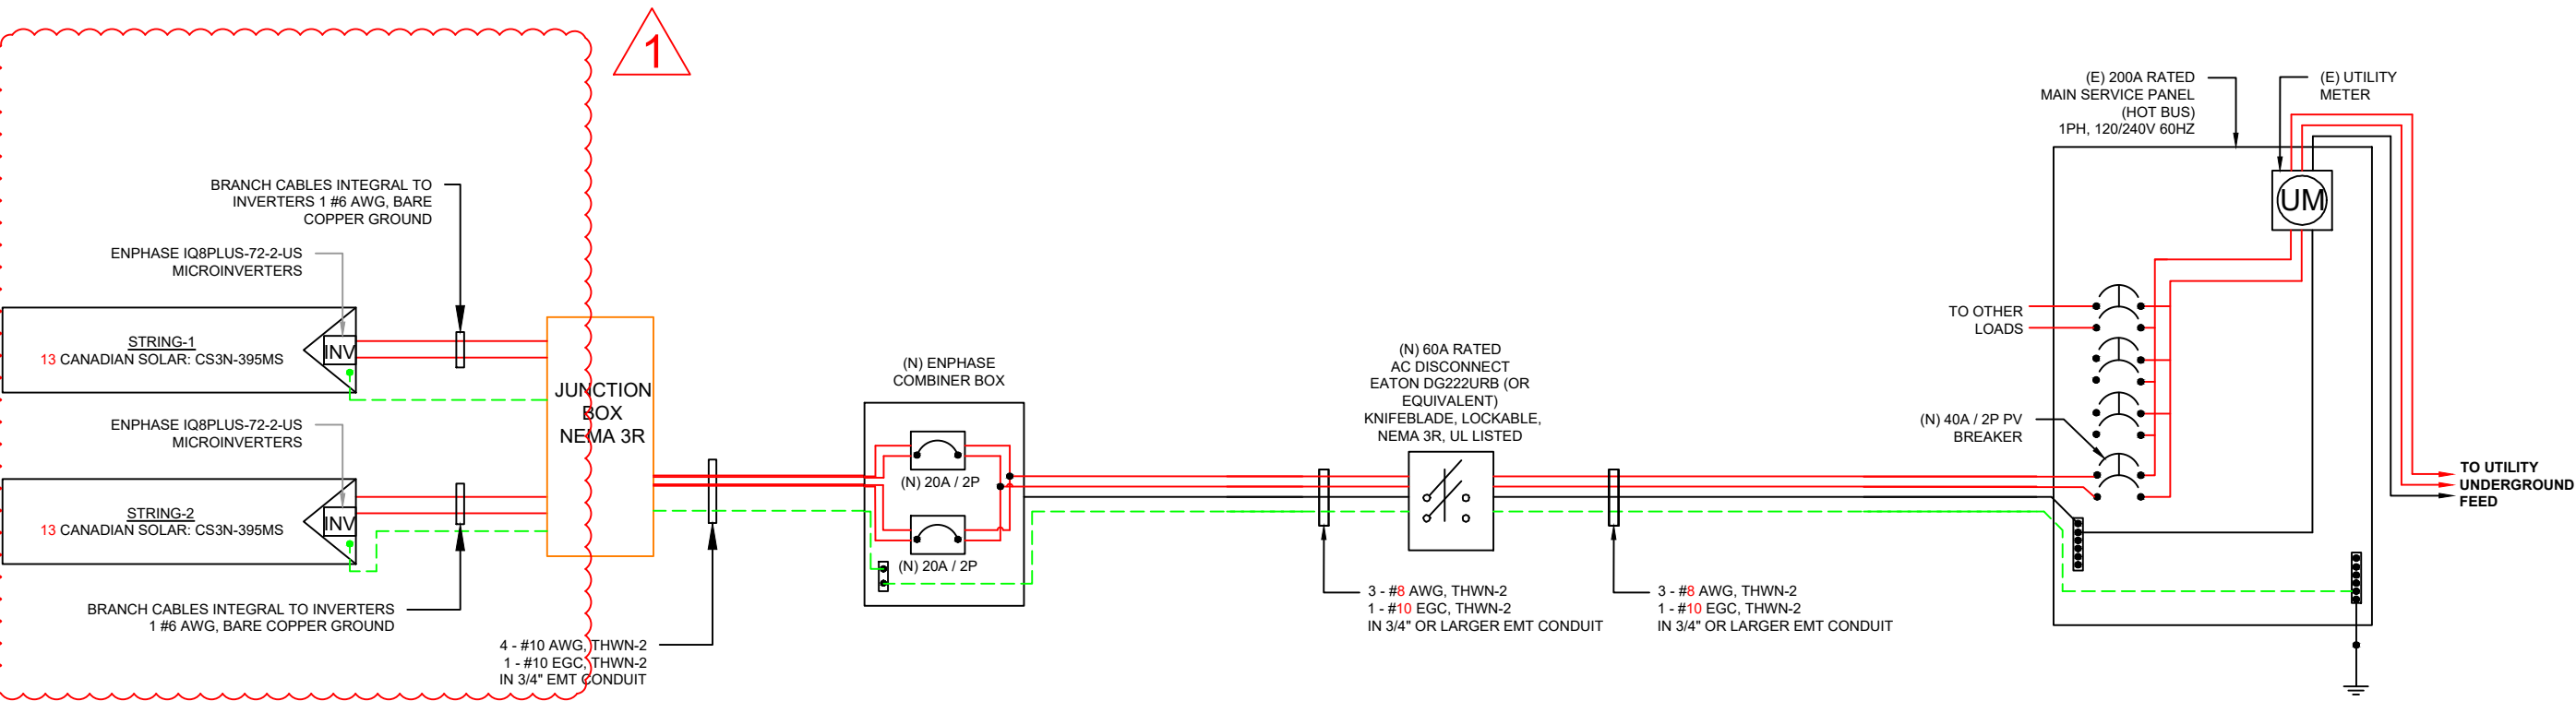 1
BRANCH CABLES INTEGRAL TO
INVERTERS 1 #6 AWG, BARE
COPPER GROUND
ENPHASE IQ8PLUS-72-2-US
MICROINVERTERS
STRING-1
13 CANADIAN SOLAR: CS3N-395MS
INV
ENPHASE IQ8PLUS-72-2-US
MICROINVERTERS
STRING-2
13 CANADIAN SOLAR: CS3N-395MS
INV
BRANCH CABLES INTEGRAL TO INVERTERS
1 #6 AWG, BARE COPPER GROUND
JUNCTION
BOX
NEMA 3R
4 - #10 AWG, THWN-2
1 - #10 EGC, THWN-2
IN 3/4" EMT CONDUIT
(N) ENPHASE
COMBINER BOX
(N) 20A / 2P
(N) 20A / 2P
(N) 60A RATED
AC DISCONNECT
EATON DG222URB (OR
EQUIVALENT)
KNIFEBLADE, LOCKABLE,
NEMA 3R, UL LISTED
3 - #8 AWG, THWN-2
1 - #10 EGC, THWN-2
IN 3/4" OR LARGER EMT CONDUIT
3 - #8 AWG, THWN-2
1 - #10 EGC, THWN-2
IN 3/4" OR LARGER EMT CONDUIT
(E) 200A RATED
MAIN SERVICE PANEL
(HOT BUS)
1PH, 120/240V 60HZ
(E) UTILITY
METER
UM
TO OTHER
LOADS
(N) 40A / 2P PV
BREAKER
TO UTILITY
UNDERGROUND
FEED